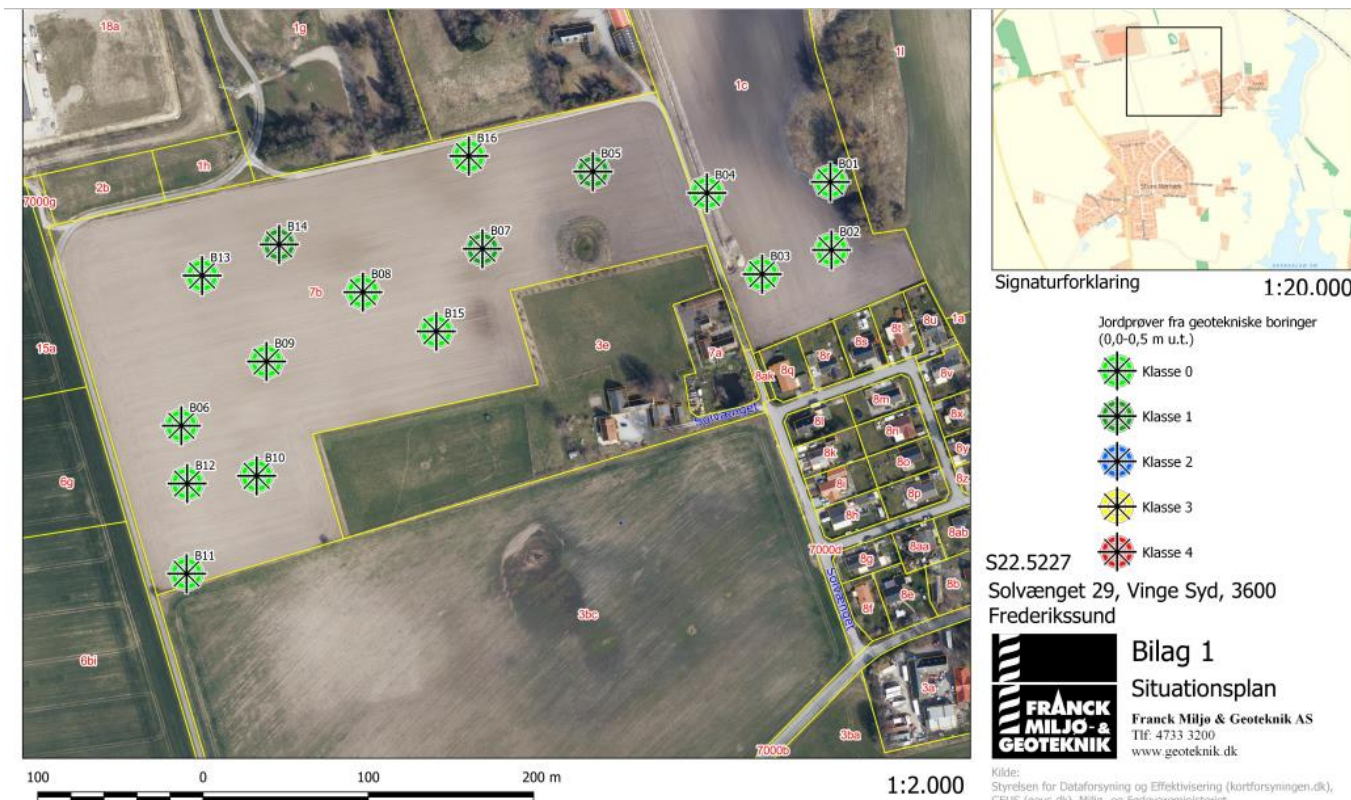 18a
1g
1c
1l
B16
B05
B04
B01
1h
2b
7000g
B14
B13
B07
B02
B03
B08
7b
B15
B09
15a
3e
7a
8ak
8q
8r
8s
8t
8u
1a
8v
8m
Solvænget
8l
8n
8x
8k
8o
8y
8i
8p
8z
8h
B06
B12
B10
6g
7000d
8ab
8g
8aa
8b
8f
8e
Solvænget
B11
3bc
6bi
3a
3ba
7000b
100 0 100 200 m
1:2.000
Signaturforklaring
1:20.000
Jordprøver fra geotekniske boringer
(0,0-0,5 m u.t.)
Klasse 0
Klasse 1
Klasse 2
Klasse 3
Klasse 4
S22.5227
Solvænget 29, Vinge Syd, 3600
Frederikssund
FRANCK
MILJØ- &
GEOTEKNIK
Bilag 1
Situationsplan
Franck Miljø & Geoteknik AS
Tlf: 4733 3200
www.geoteknik.dk
Kilde:
Styrelsen for Dataforsyning og Effektivisering (kortforsyningen.dk),